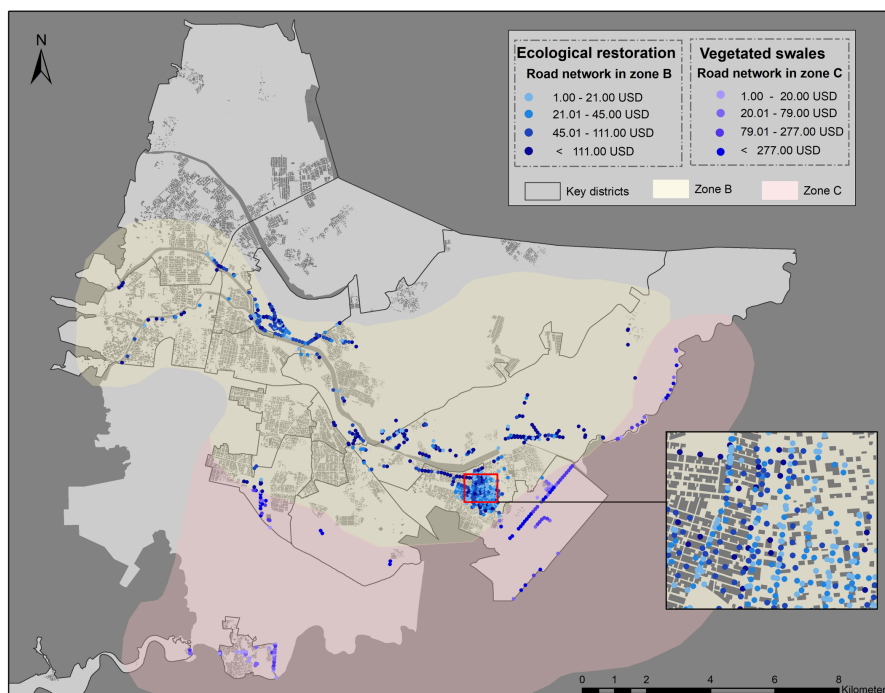 N
Ecological restoration
Road network in zone B
1.00 - 21.00 USD
21.01 - 45.00 USD
45.01 - 111.00 USD
< 111.00 USD
Vegetated swales
Road network in zone C
1.00 - 20.00 USD
20.01 - 79.00 USD
79.01 - 277.00 USD
< 277.00 USD
Key districts
Zone B
Zone C
0 1 2 4 6 8
Kilometer